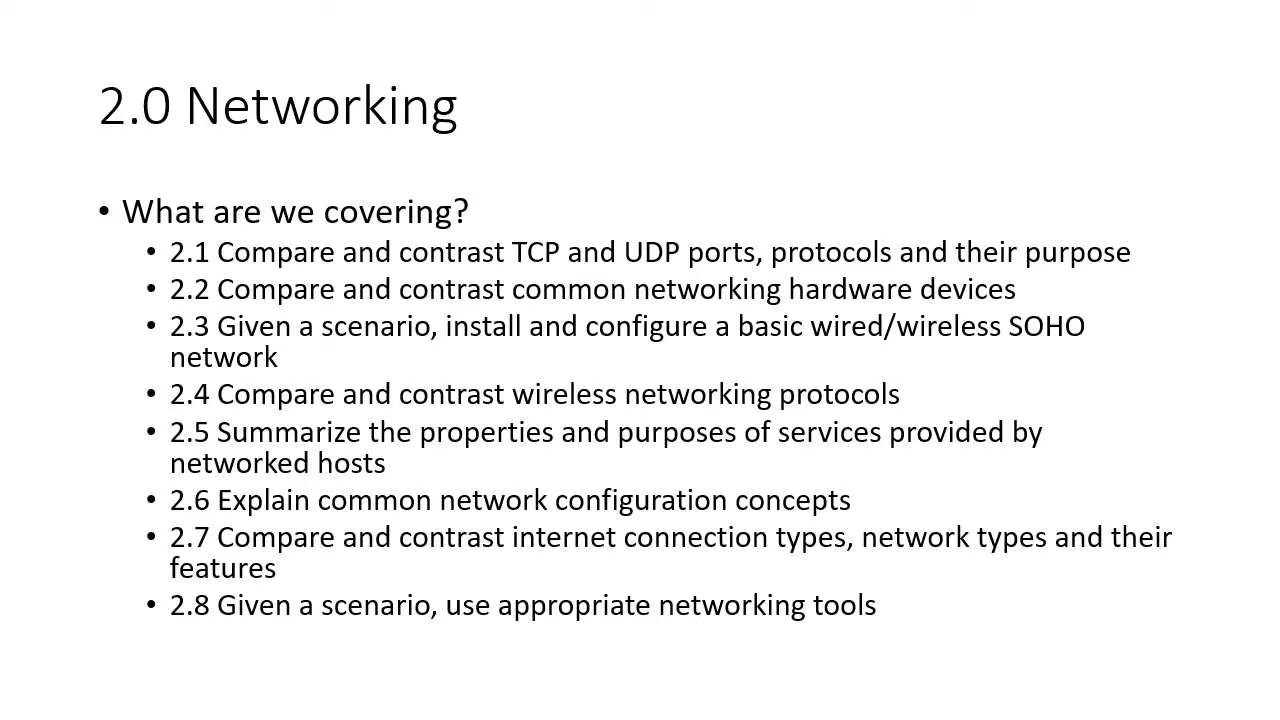 2.0 Networking
• What are we covering?
• 2.1 Compare and contrast TCP and UDP ports, protocols and their purpose
• 2.2 Compare and contrast common networking hardware devices
• 2.3 Given a scenario, install and configure a basic wired/wireless SOHO
network
• 2.4 Compare and contrast wireless networking protocols
• 2.5 Summarize the properties and purposes of services provided by
networked hosts
• 2.6 Explain common network configuration concepts
• 2.7 Compare and contrast internet connection types, network types and their
features
• 2.8 Given a scenario, use appropriate networking tools